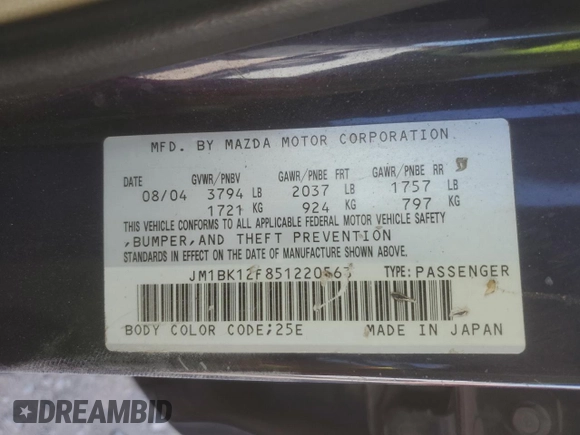 MFD. BY MAZDA MOTOR CORPORATION
DATE GVWR/PNBV GAWR/PNBE FRT GAWR/PNBE RR
08/04 3794 LB 2037 LB 1757 LB
1721 KG 924 KG 797 KG
THIS VEHICLE CONFORMS TO ALL APPLICABLE FEDERAL MOTOR VEHICLE SAFETY
,BUMPER,AND THEFT PREVENTION
STANDARDS IN EFFECT ON THE DATE OF MANUFACTURE SHOWN ABOVE.
TYPE:PASSENGER
BODY COLOR CODE:25E MADE IN JAPAN
DREAMBID